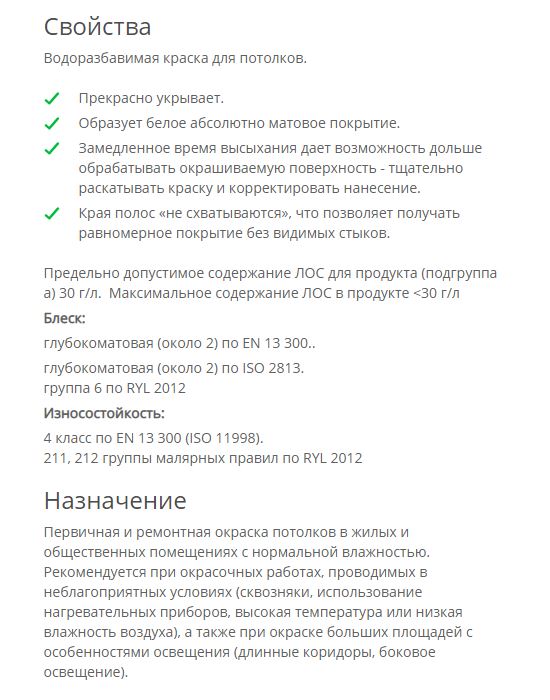 Свойства
Водоразбавимая краска для потолков.
Прекрасно укрывает.
Образует белое абсолютно матовое покрытие.
Замедленное время высыхания дает возможность дольше
обрабатывать окрашиваемую поверхность - тщательно
раскатывать краску и корректировать нанесение.
Края полос «не схватываются», что позволяет получать
равномерное покрытие без видимых стыков.
Предельно допустимое содержание ЛОС для продукта (подгруппа
а) 30 г/л. Максимальное содержание ЛОС в продукте <30 г/л
Блеск:
глубокоматовая (около 2) по EN 13 300..
глубокоматовая (около 2) по ISO 2813.
группа 6 по RYL 2012
Износостойкость:
4 класс по EN 13 300 (ISO 11998).
211, 212 группы малярных правил по RYL 2012
Назначение
Первичная и ремонтная окраска потолков в жилых и
общественных помещениях с нормальной влажностью.
Рекомендуется при окрасочных работах, проводимых в
неблагоприятных условиях (сквозняки, использование
нагревательных приборов, высокая температура или низкая
влажность воздуха), а также при окраске больших площадей с
особенностями освещения (длинные коридоры, боковое
освещение).